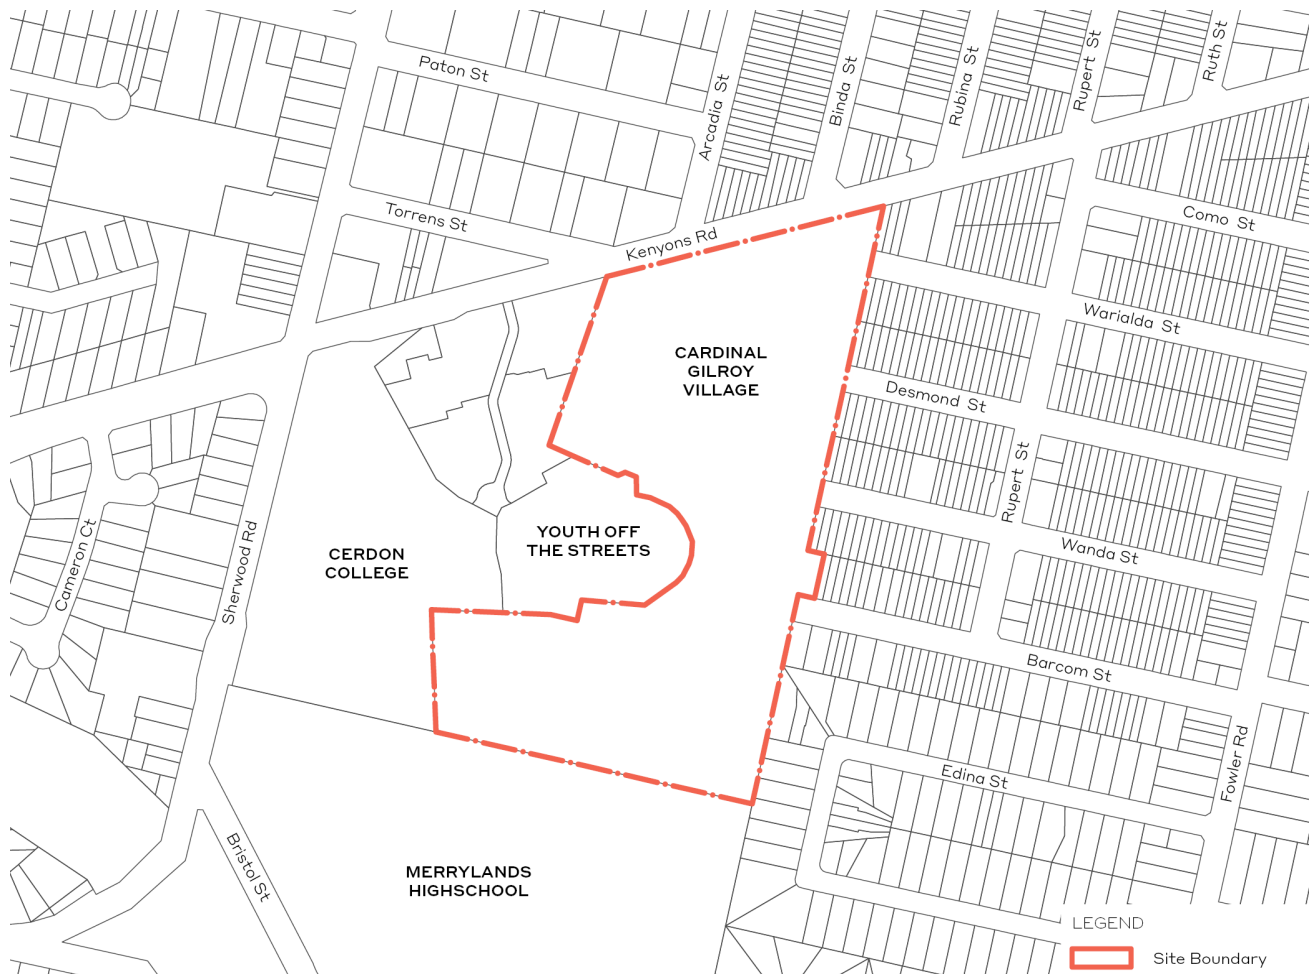 Paton St
Arcadia St
Binda St
Rubina St
Rupert St
Ruth St
Torrens St
Kenyons Rd
Como St
Warialda St
CARDINAL
GILROY
VILLAGE
Desmond St
Rupert St
YOUTH OFF
THE STREETS
CERDON
COLLEGE
Wanda St
Cameron Ct
Sherwood Rd
Barcom St
Edina St
Fowler Rd
Bristol St
MERRYLANDS
HIGHSCHOOL
LEGEND
Site Boundary